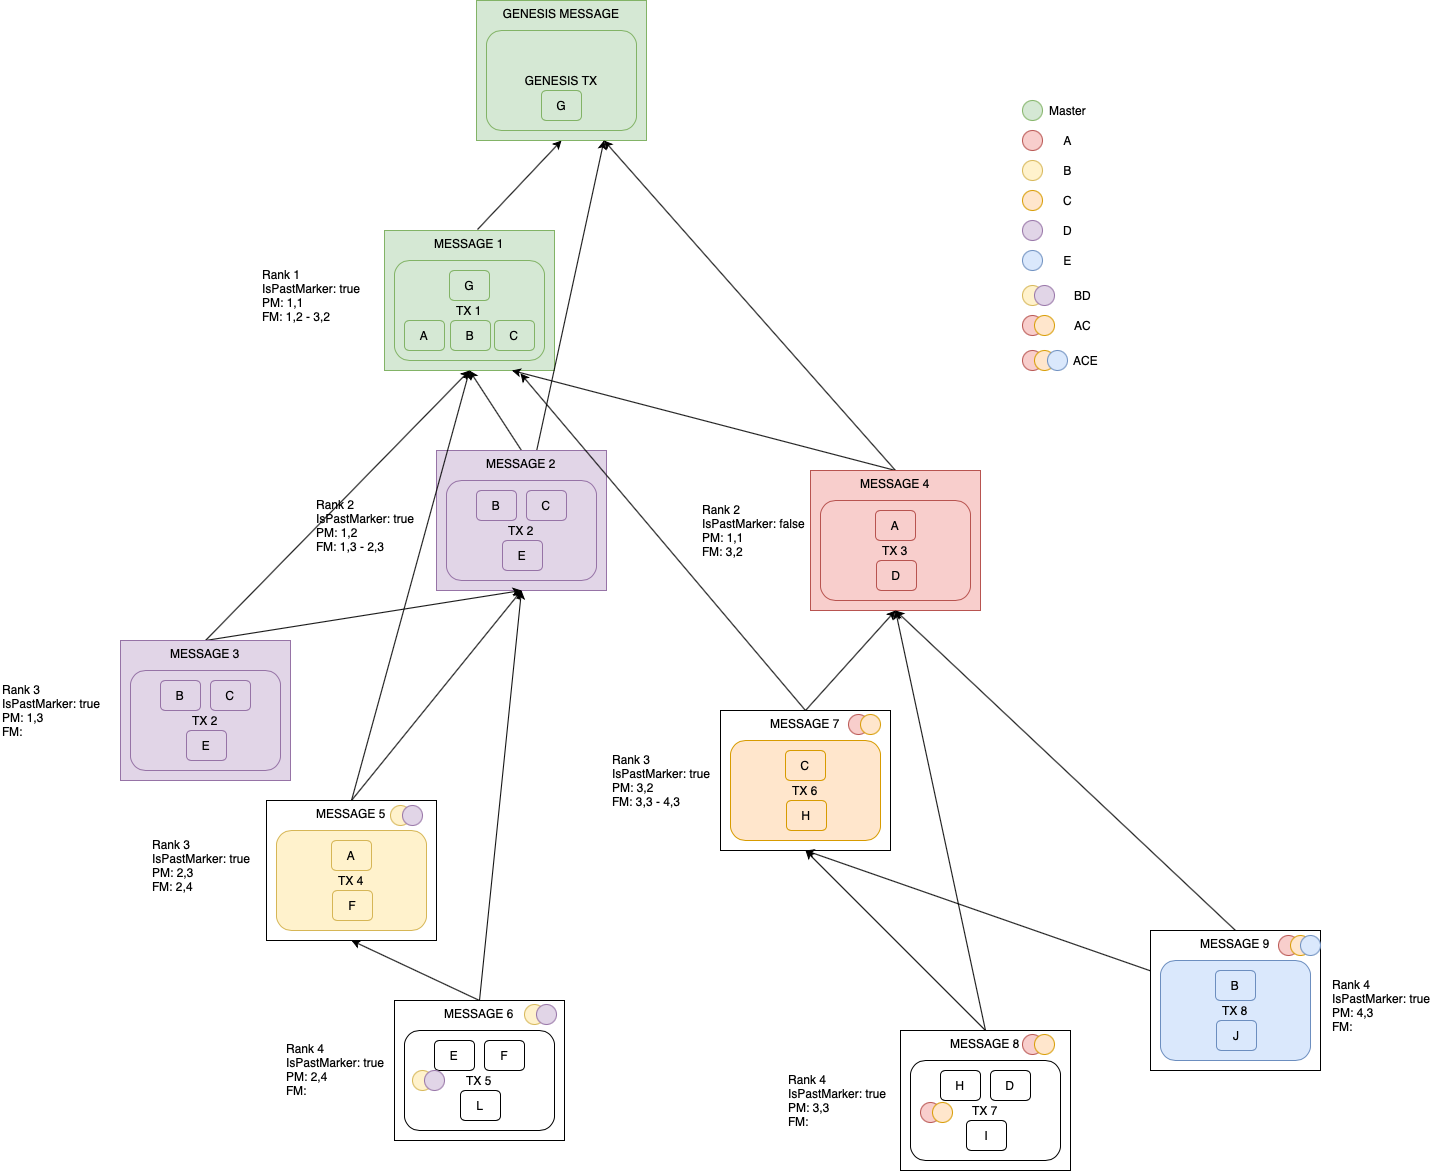 GENESIS MESSAGE
GENESIS TX
G
Master
A
B
C
D
E
BD
AC
ACE
MESSAGE 1
G
TX 1
A B C
Rank 1
IsPastMarker: true
PM: 1,1
FM: 1,2 - 3,2
MESSAGE 2
B C
TX 2
E
Rank 2
IsPastMarker: true
PM: 1,2
FM: 1,3 - 2,3
MESSAGE 4
A
TX 3
D
Rank 2
IsPastMarker: false
PM: 1,1
FM: 3,2
MESSAGE 3
B C
TX 2
E
Rank 3
IsPastMarker: true
PM: 1,3
FM:
MESSAGE 7
C
TX 6
H
Rank 3
IsPastMarker: true
PM: 3,2
FM: 3,3 - 4,3
MESSAGE 5
A
TX 4
F
Rank 3
IsPastMarker: true
PM: 2,3
FM: 2,4
MESSAGE 9
B
TX 8
J
Rank 4
IsPastMarker: true
PM: 4,3
FM:
MESSAGE 6
E F
TX 5
L
Rank 4
IsPastMarker: true
PM: 2,4
FM:
MESSAGE 8
H D
TX 7
I
Rank 4
IsPastMarker: true
PM: 3,3
FM: